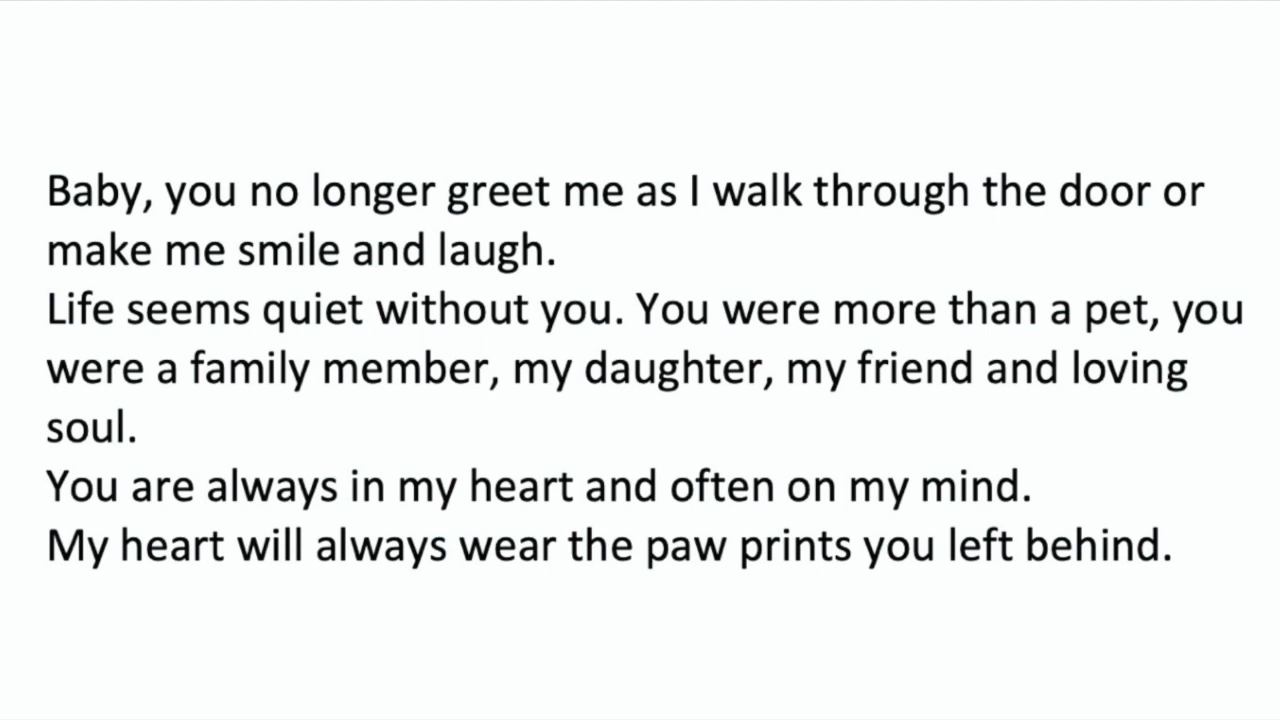 Baby, you no longer greet me as I walk through the door or
make me smile and laugh.
Life seems quiet without you. You were more than a pet, you
were a family member, my daughter, my friend and loving
soul.
You are always in my heart and often on my mind.
My heart will always wear the paw prints you left behind.